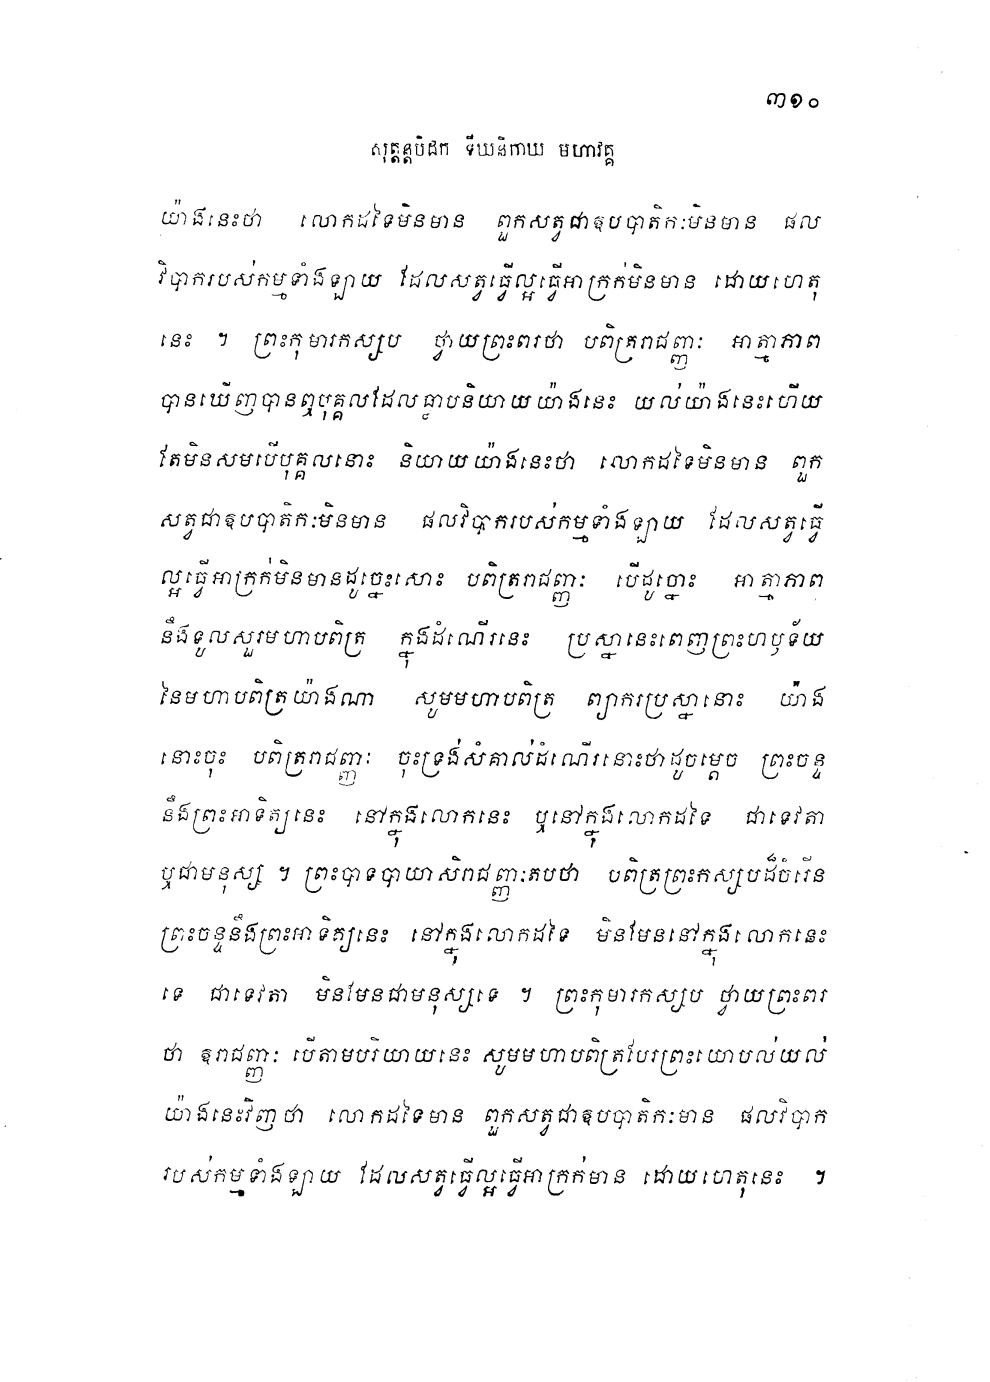 ៣១០
សុត្តន្តបិដក ទីឃនិកាយ មហាវគ្គ
យ៉ាងនេះថា លោកដទៃមិនមាន ពួកសត្វជាឧបបាតិកៈមិនមាន ផល
វិបាករបស់កម្មទាំងឡាយ ដែលសត្វធ្វើល្អធ្វើអាក្រក់មិនមាន ដោយហេតុ
នេះ ។ ព្រះកុមារកស្សប ថ្វាយព្រះពរថា បពិត្ររាជញ្ញៈ អាត្មាភាព
បានឃើញបានឮបុគ្គលដែលធ្លាបនិយាយយ៉ាងនេះ យល់យ៉ាងនេះហើយ
តែមិនសមបើបុគ្គលនោះ និយាយយ៉ាងនេះថា លោកដទៃមិនមាន ពួក
សត្វជាឧបបាតិកៈមិនមាន ផលវិបាករបស់កម្មទាំងឡាយ ដែលសត្វធ្វើ
ល្អធ្វើអាក្រក់មិនមានដូច្នេះសោះ បពិត្ររាជញ្ញៈ បើដូច្នោះ អាត្មាភាព
នឹងទូលសួរមហាបពិត្រ ក្នុងដំណើរនេះ ប្រស្នានេះពេញព្រះហឫទ័យ
នៃមហាបពិត្រយ៉ាងណា សូមមហាបពិត្រ ព្យាករប្រស្នានោះ យ៉ាង
នោះចុះ បពិត្ររាជញ្ញៈ ចុះទ្រង់សំគាល់ដំណើរនោះថាដូចម្ដេច ព្រះចន្ទ
នឹងព្រះអាទិត្យនេះ នៅក្នុងលោកនេះ ឬនៅក្នុងលោកដទៃ ជាទេវតា
ឬជាមនុស្ស ។ ព្រះបាទបាយាសិរាជញ្ញៈតបថា បពិត្រព្រះកស្សបដ៏ចំរើន
ព្រះចន្ទនឹងព្រះអាទិត្យនេះ នៅក្នុងលោកដទៃ មិនមែននៅក្នុងលោកនេះ
ទេ ជាទេវតា មិនមែនជាមនុស្សទេ ។ ព្រះកុមារកស្សប ថ្វាយព្រះពរ
ថា ឧរាជញ្ញៈ បើតាមបរិយាយនេះ សូមមហាបពិត្របែរព្រះយោបល់យល់
យ៉ាងនេះវិញថា លោកដទៃមាន ពួកសត្វជាឧបបាតិកៈមាន ផលវិបាក
របស់កម្មទាំងឡាយ ដែលសត្វធ្វើល្អធ្វើអាក្រក់មាន ដោយហេតុនេះ ។